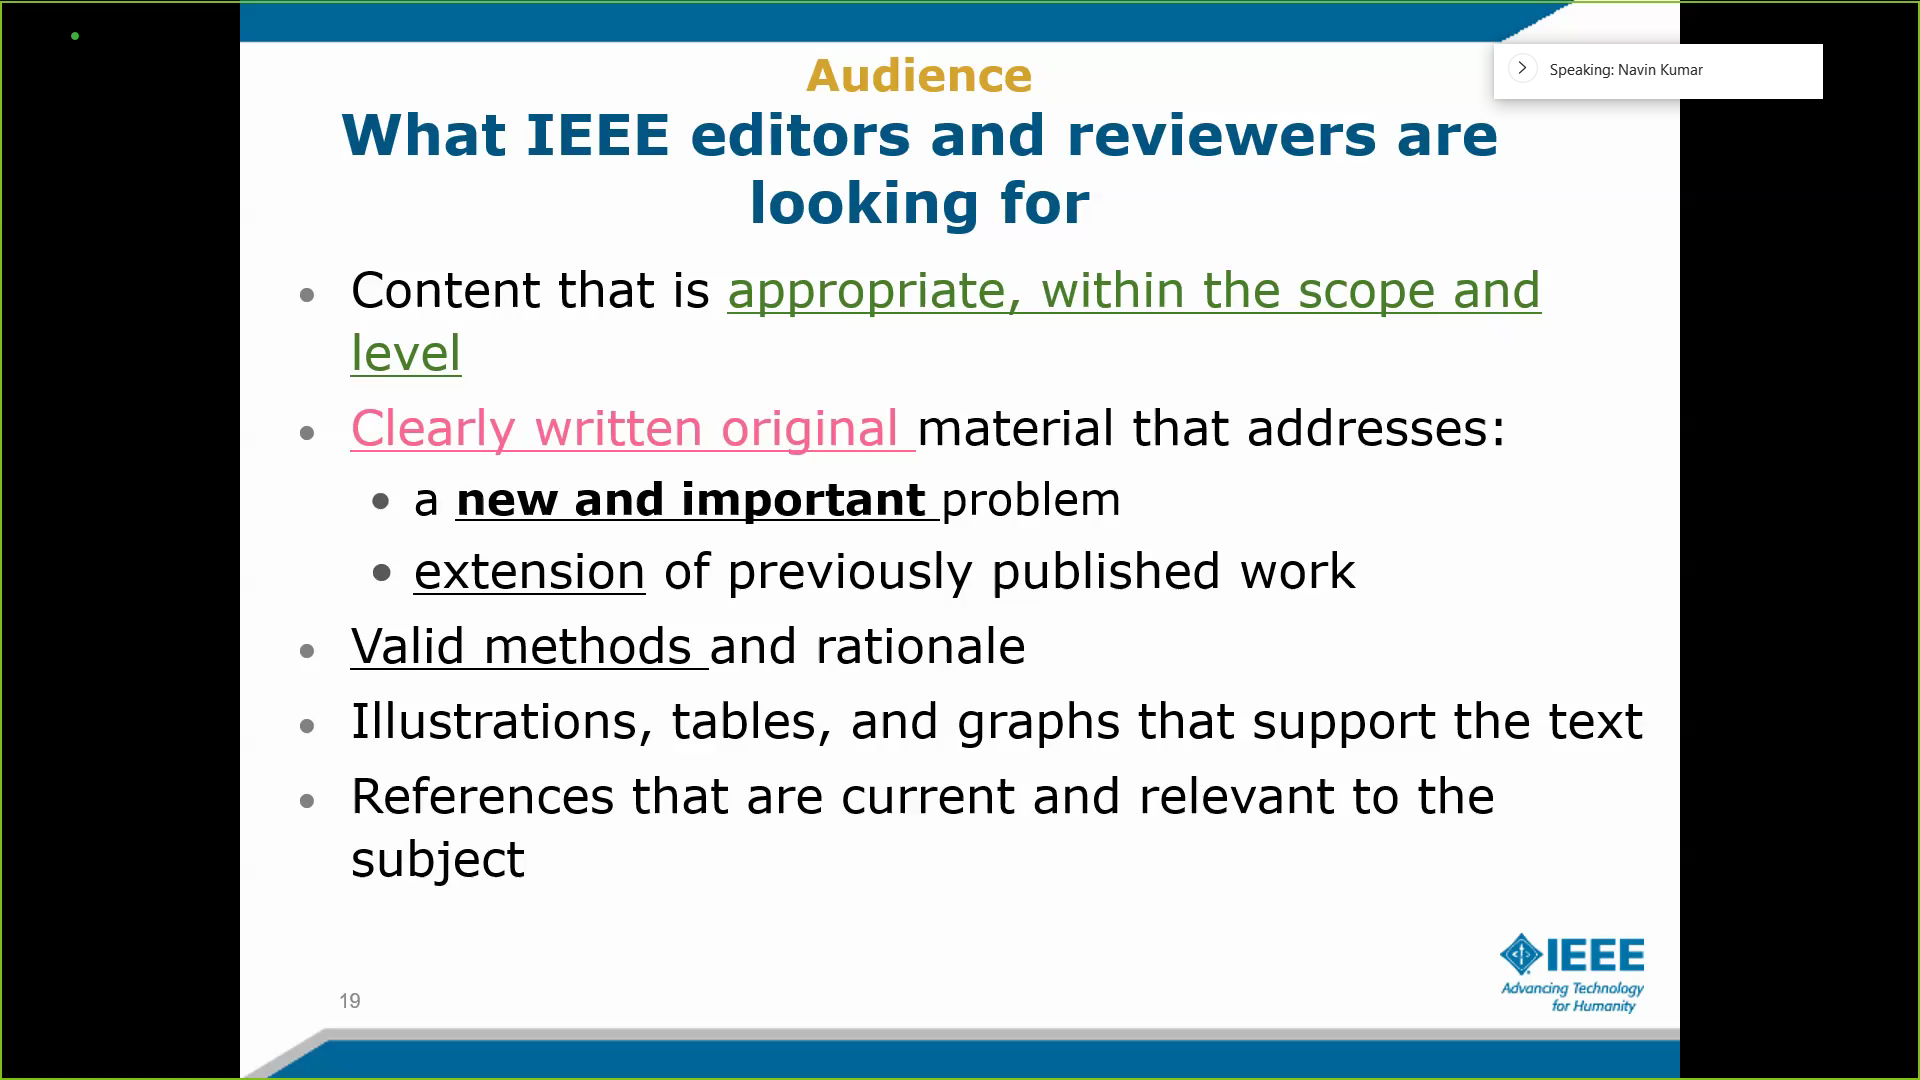 Audience
Speaking: Navin Kumar
What IEEE editors and reviewers are
looking for
• Content that is appropriate, within the scope and
level
• Clearly written original material that addresses:
• a new and important problem
• extension of previously published work
• Valid methods and rationale
• Illustrations, tables, and graphs that support the text
• References that are current and relevant to the
subject
IEEE
Advancing Technology
for Humanity
19